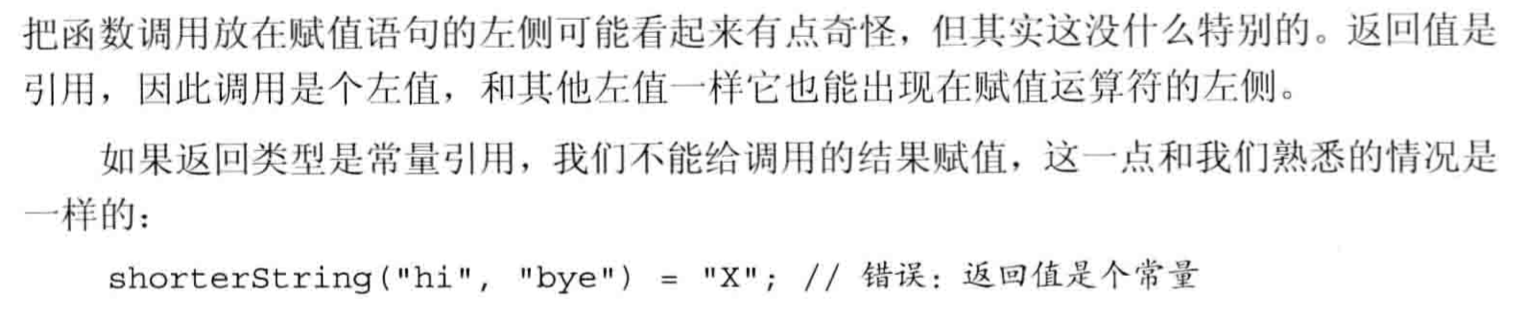 把函数调用放在赋值语句的左侧可能看起来有点奇怪，但其实这没什么特别的。返回值是
引用，因此调用是个左值，和其他左值一样它也能出现在赋值运算符的左侧。
如果返回类型是常量引用，我们不能给调用的结果赋值，这一点和我们熟悉的情况是
一样的：
shorterString("hi", "bye") = "X"; // 错误：返回值是个常量